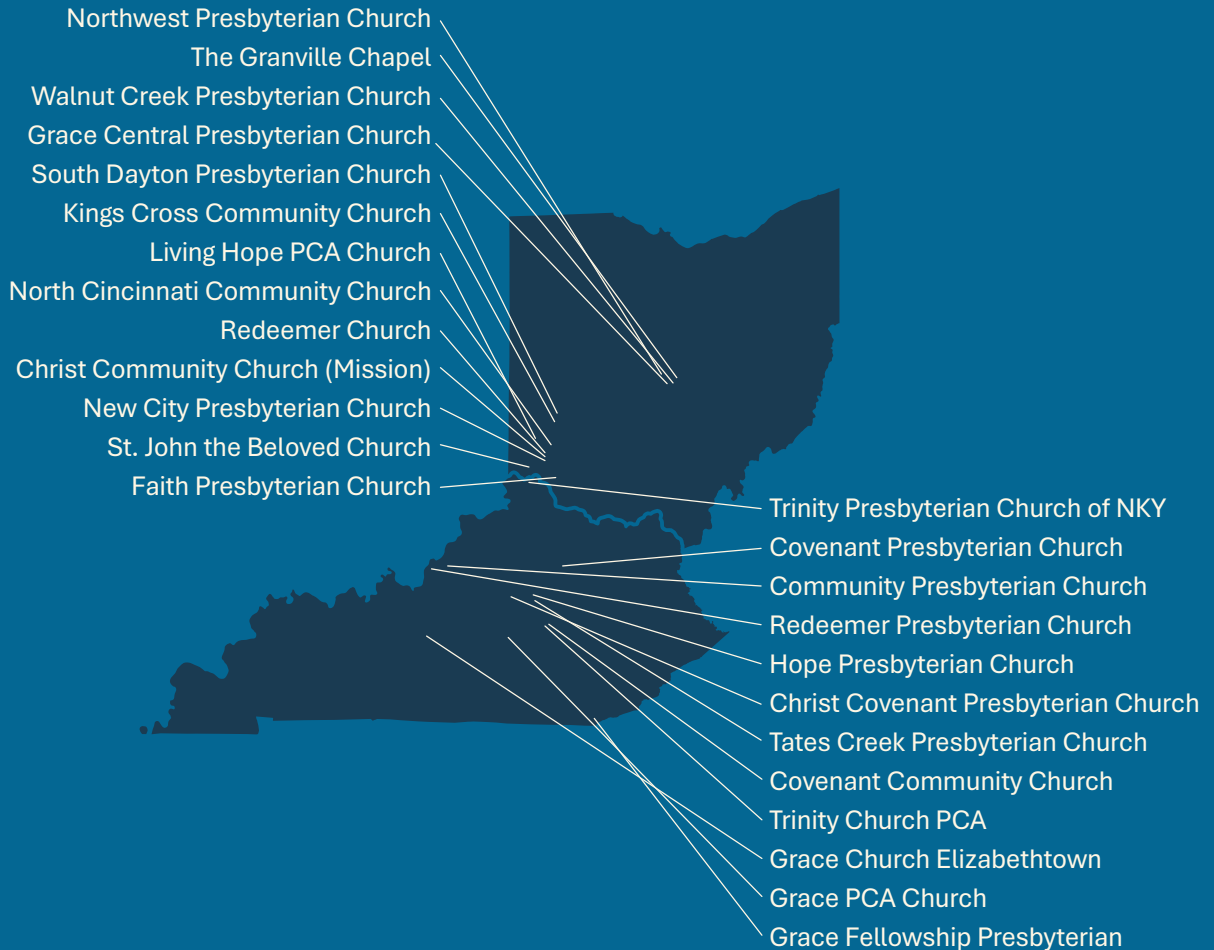 Northwest Presbyterian Church
The Granville Chapel
Walnut Creek Presbyterian Church
Grace Central Presbyterian Church
South Dayton Presbyterian Church
Kings Cross Community Church
Living Hope PCA Church
North Cincinnati Community Church
Redeemer Church
Christ Community Church (Mission)
New City Presbyterian Church
St. John the Beloved Church
Faith Presbyterian Church
Trinity Presbyterian Church of NKY
Covenant Presbyterian Church
Community Presbyterian Church
Redeemer Presbyterian Church
Hope Presbyterian Church
Christ Covenant Presbyterian Church
Tates Creek Presbyterian Church
Covenant Community Church
Trinity Church PCA
Grace Church Elizabethtown
Grace PCA Church
Grace Fellowship Presbyterian